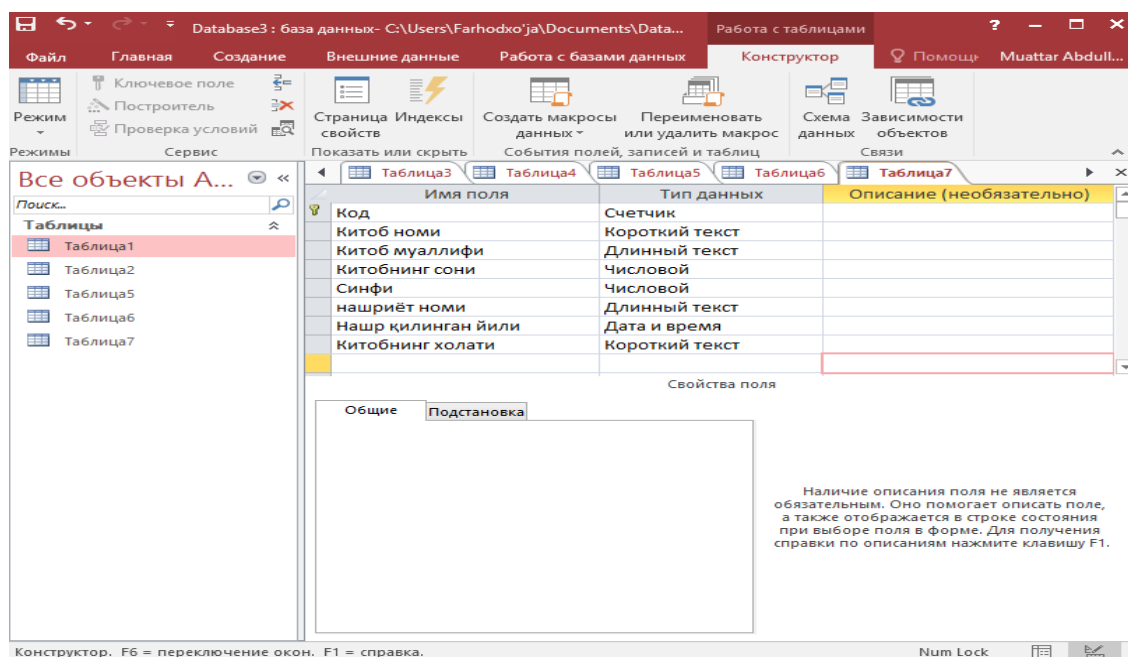 Database3 : база данных- C:\Users\Farhodxo'ja\Documents\Data...
Работа с таблицами
?
Файл Главная Создание Внешние данные Работа с базами данных Конструктор Помощь Muattar Abdull...
Режим
Ключевое поле
Построитель
Проверка условий
Страница свойств
Индексы
Создать макросы данных
Переименовать или удалить макрос
Схема данных
Зависимости объектов
Режимы Сервис Показать или скрыть События полей, записей и таблиц Связи
Все объекты A...
Поиск...
Таблицы
Таблица1
Таблица2
Таблица5
Таблица6
Таблица7
Таблица3 Таблица4 Таблица5 Таблица6 Таблица7
Имя поля Тип данных Описание (необязательно)
Код Счетчик
Китоб номи Короткий текст
Китоб муаллифи Длинный текст
Китобнинг сони Числовой
Синфи Числовой
нашриёт номи Длинный текст
Нашр қилинган йили Дата и время
Китобнинг холати Короткий текст
Свойства поля
Общие Подстановка
Наличие описания поля не является
обязательным. Оно помогает описать поле,
а также отображается в строке состояния
при выборе поля в форме. Для получения
справки по описаниям нажмите клавишу F1.
Конструктор. F6 = переключение окон. F1 = справка. Num Lock